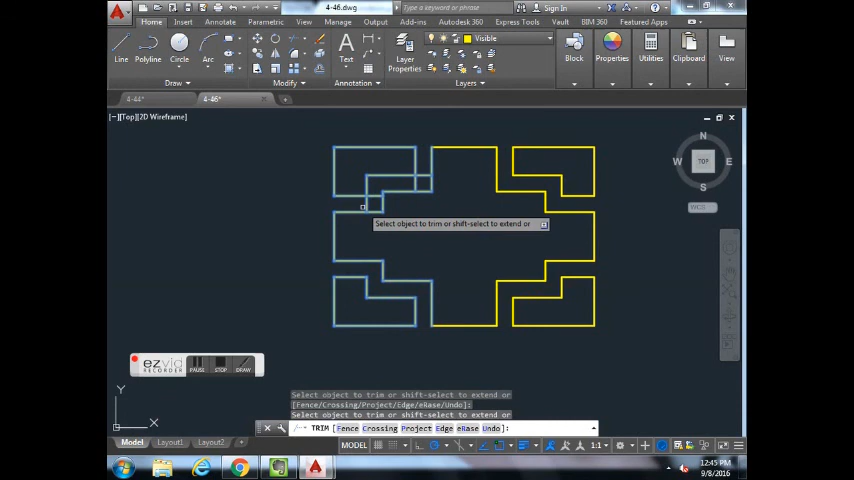 4-46.dwg
Type a keyword or phrase
Sign In
Home Insert Annotate Parametric View Manage Output Add-ins Autodesk 360 Express Tools Vault BIM 360 Featured Apps
Line Polyline Circle Arc Text Layer Properties Visible Block Properties Utilities Clipboard View
Draw Modify Annotation Layers
4-44* 4-46*
[−][Top][2D Wireframe]
N
W TOP E
S
WCS
Select object to trim or shift-select to extend or
ezvid
RECORDER
PAUSE STOP DRAW
Select object to trim or shift-select to extend or
[Fence/Crossing/Project/Edge/eRase/Undo]:
Select object to trim or shift-select to extend or
TRIM [Fence Crossing Project Edge eRase Undo]:
Y
X
Model Layout1 Layout2 +
MODEL 1:1
12:45 PM
9/8/2016